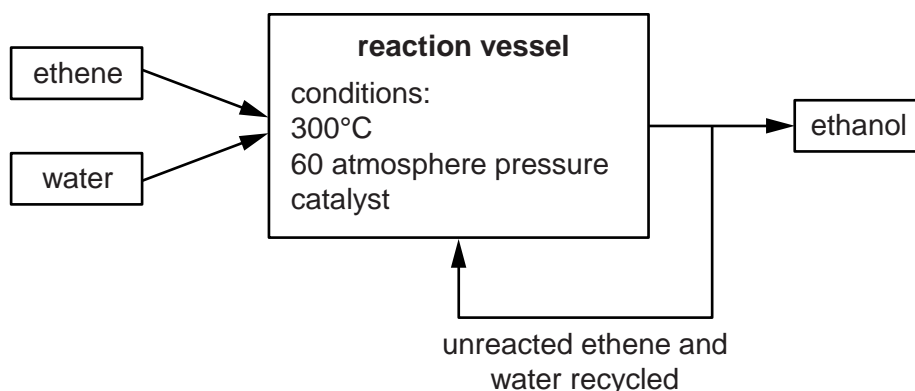 ethene
water
reaction vessel
conditions:
300°C
60 atmosphere pressure
catalyst
ethanol
unreacted ethene and
water recycled